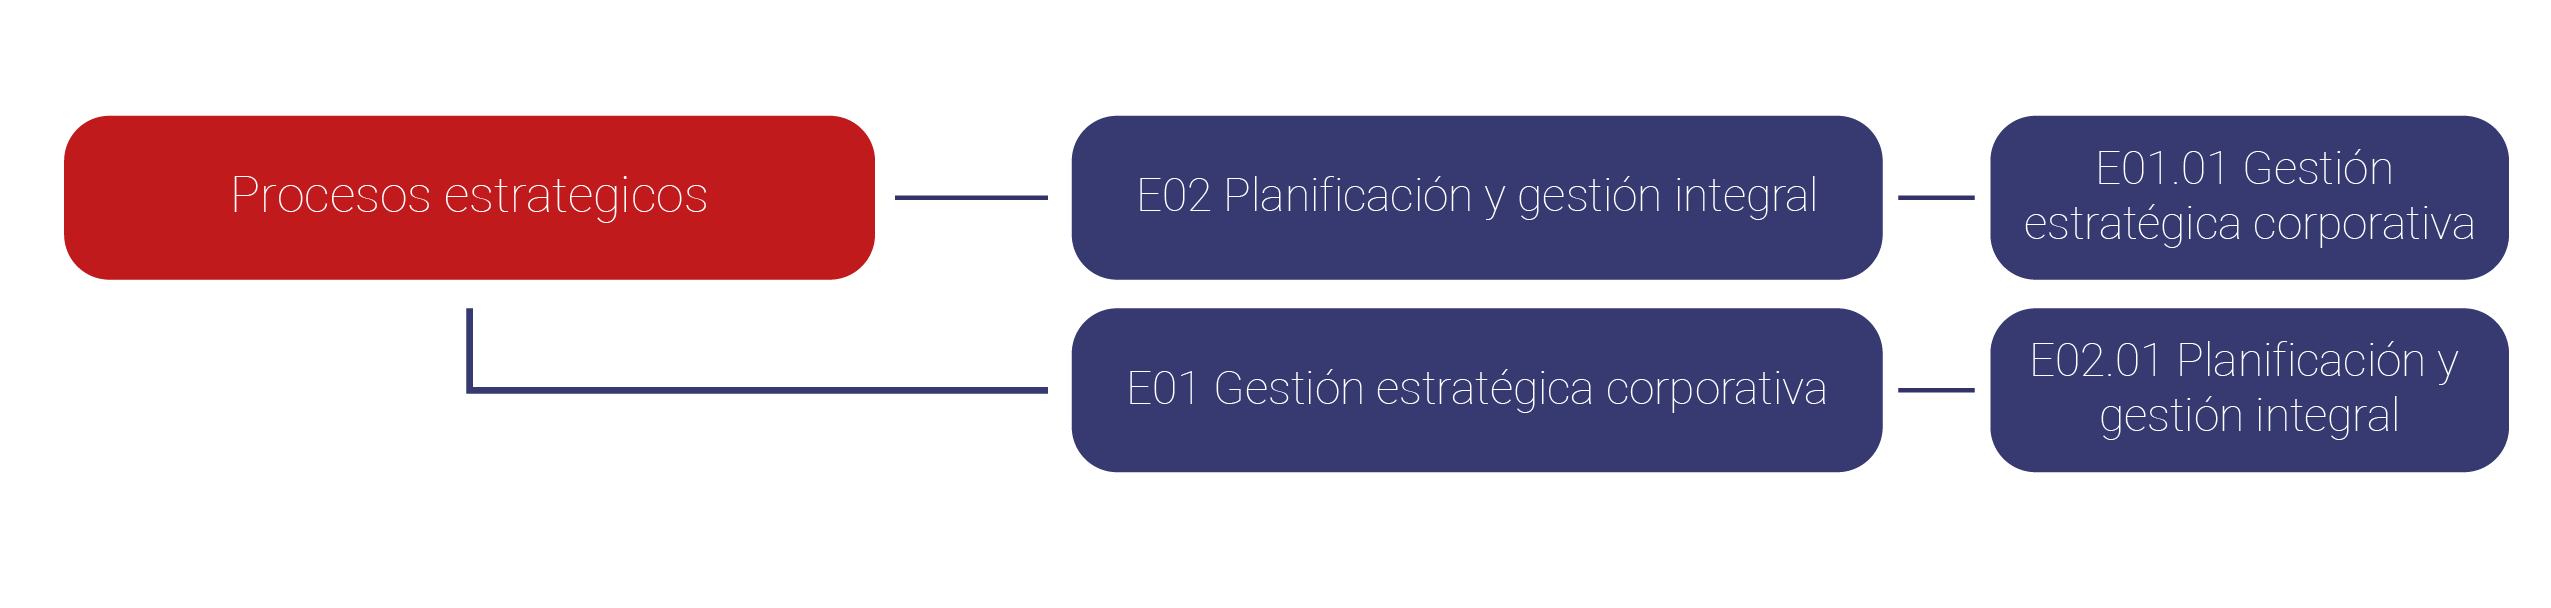 Procesos estrategicos
E02 Planificación y gestión integral
E01.01 Gestión
estratégica corporativa
E01 Gestión estratégica corporativa
E02.01 Planificación y
gestión integral